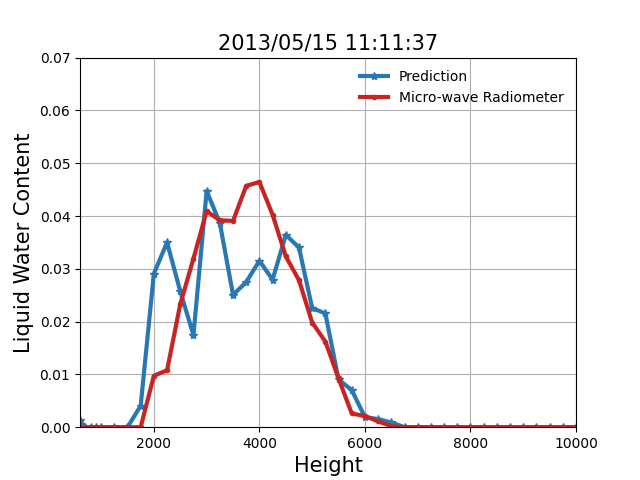 2013/05/15 11:11:37
Prediction
Micro-wave Radiometer
Liquid Water Content
0.07
0.06
0.05
0.04
0.03
0.02
0.01
0.00
2000 4000 6000 8000 10000
Height